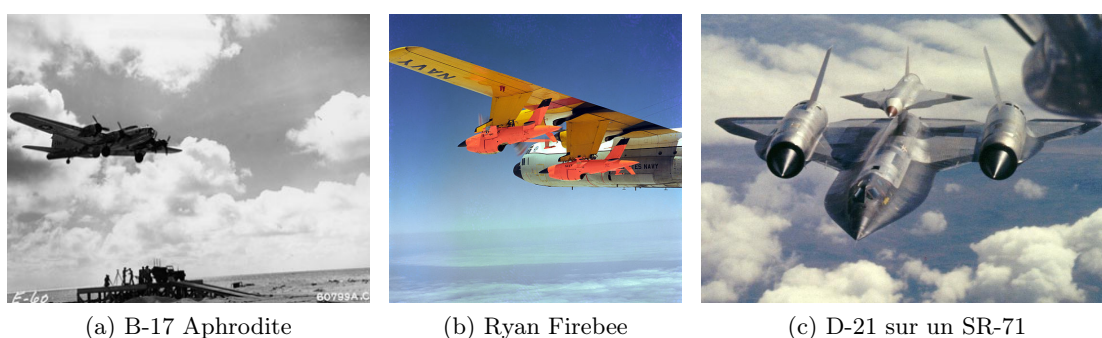 NAVY
NAVY
E-60
60799A.C
(a) B-17 Aphrodite
(b) Ryan Firebee
(c) D-21 sur un SR-71